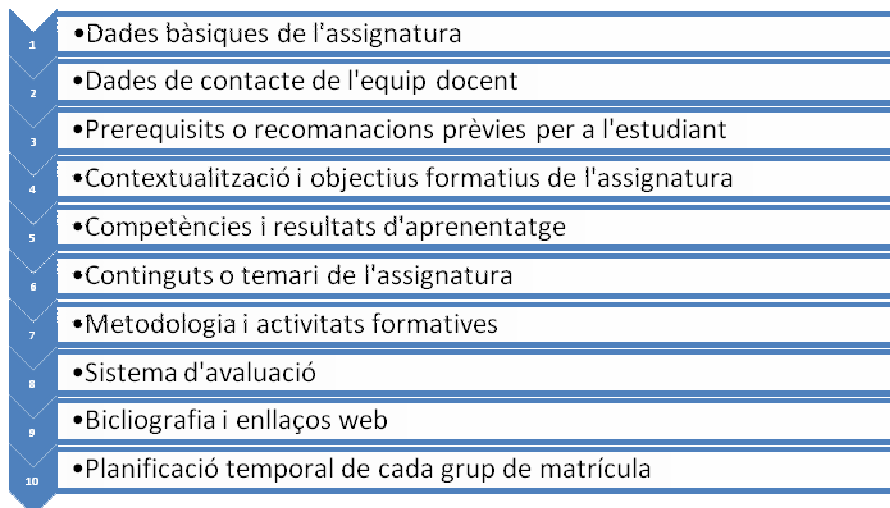 1 •Dades bàsiques de l'assignatura
2 •Dades de contacte de l'equip docent
3 •Prerequisits o recomanacions prèvies per a l'estudiant
4 •Contextualització i objectius formatius de l'assignatura
5 •Competències i resultats d'aprenentatge
6 •Continguts o temari de l'assignatura
7 •Metodologia i activitats formatives
8 •Sistema d'avaluació
9 •Bicliografia i enllaços web
10 •Planificació temporal de cada grup de matrícula